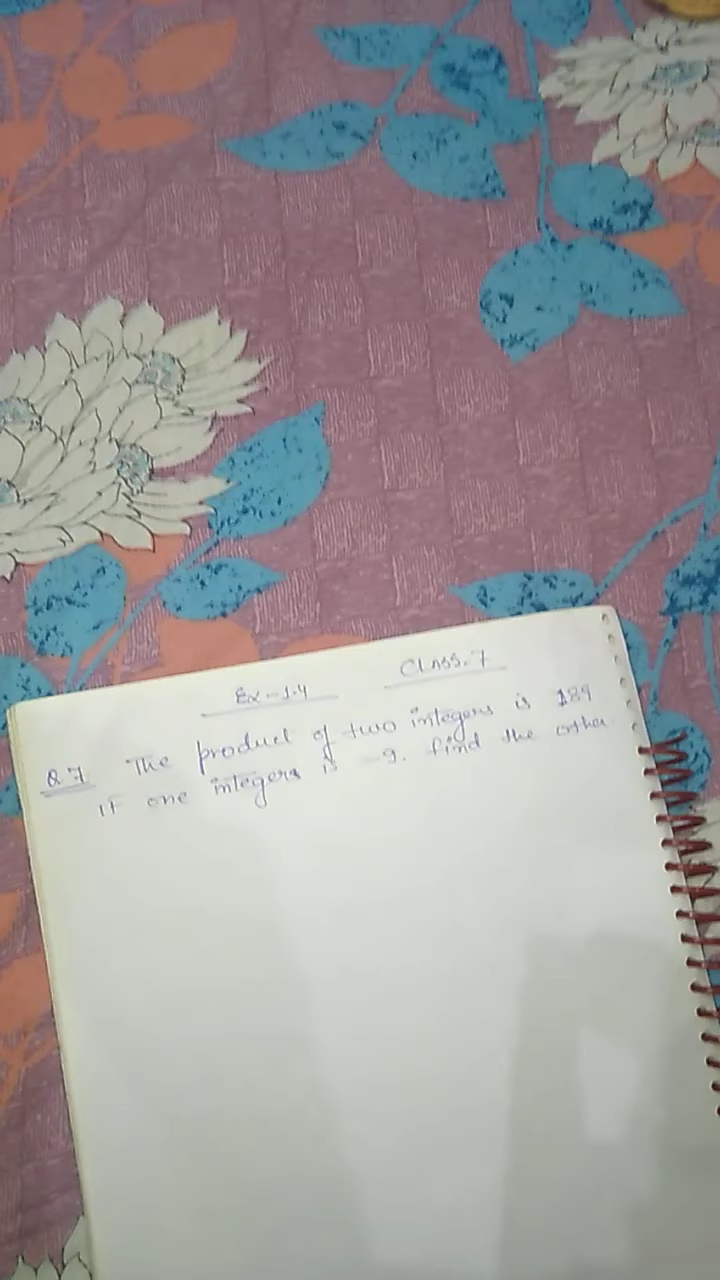 Ex-1.4 Class-7
Q.7 The product of two integers is 189
If one integers is -9. find the other